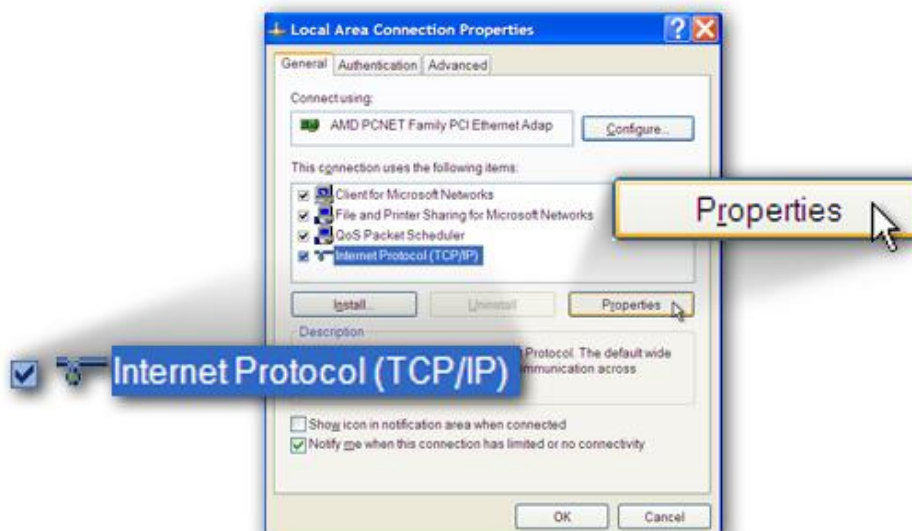 Local Area Connection Properties
General Authentication Advanced
Connect using:
AMD PCNET Family PCI Ethernet Adap Configure...
This connection uses the following items:
Client for Microsoft Networks
File and Printer Sharing for Microsoft Networks
QoS Packet Scheduler
Internet Protocol (TCP/IP)
Properties
Install... Uninstall Properties
Description
Protocol. The default wide
communication across
Internet Protocol (TCP/IP)
Show icon in notification area when connected
Notify me when this connection has limited or no connectivity
OK Cancel